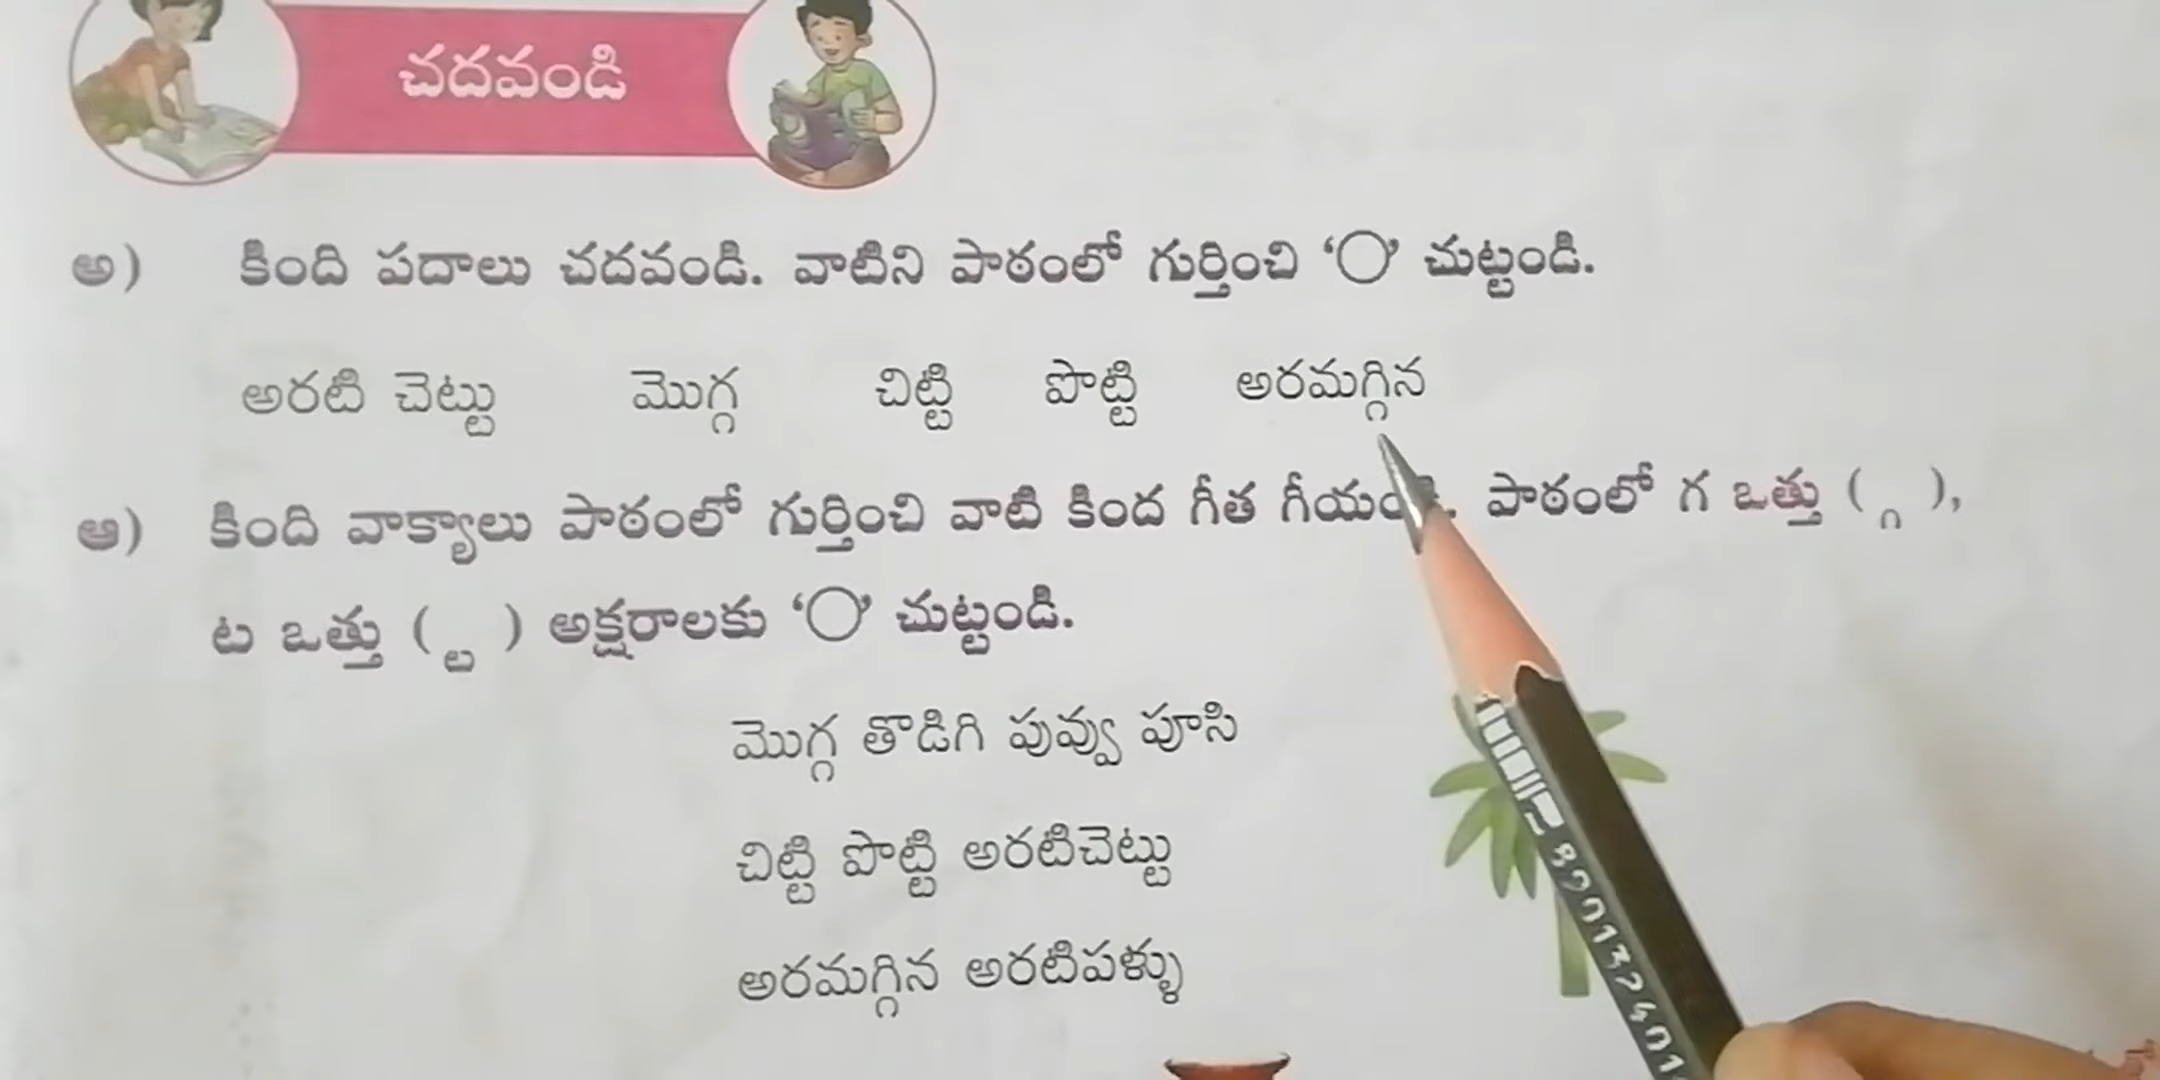 చదవండి
అ) కింది పదాలు చదవండి. వాటిని పాఠంలో గుర్తించి ‘○’ చుట్టండి.
అరటి చెట్టు మొగ్గ చిట్టి పొట్టి అరమగ్గిన
ఆ) కింది వాక్యాలు పాఠంలో గుర్తించి వాటి కింద గీత పాఠంలో గ ఒత్తు ( ్గ ),
ట ఒత్తు ( ్ట ) అక్షరాలకు ‘○’ చుట్టండి.
మొగ్గ తొడిగి పువ్వు పూసి
చిట్టి పొట్టి అరటిచెట్టు
అరమగ్గిన అరటిపళ్ళు